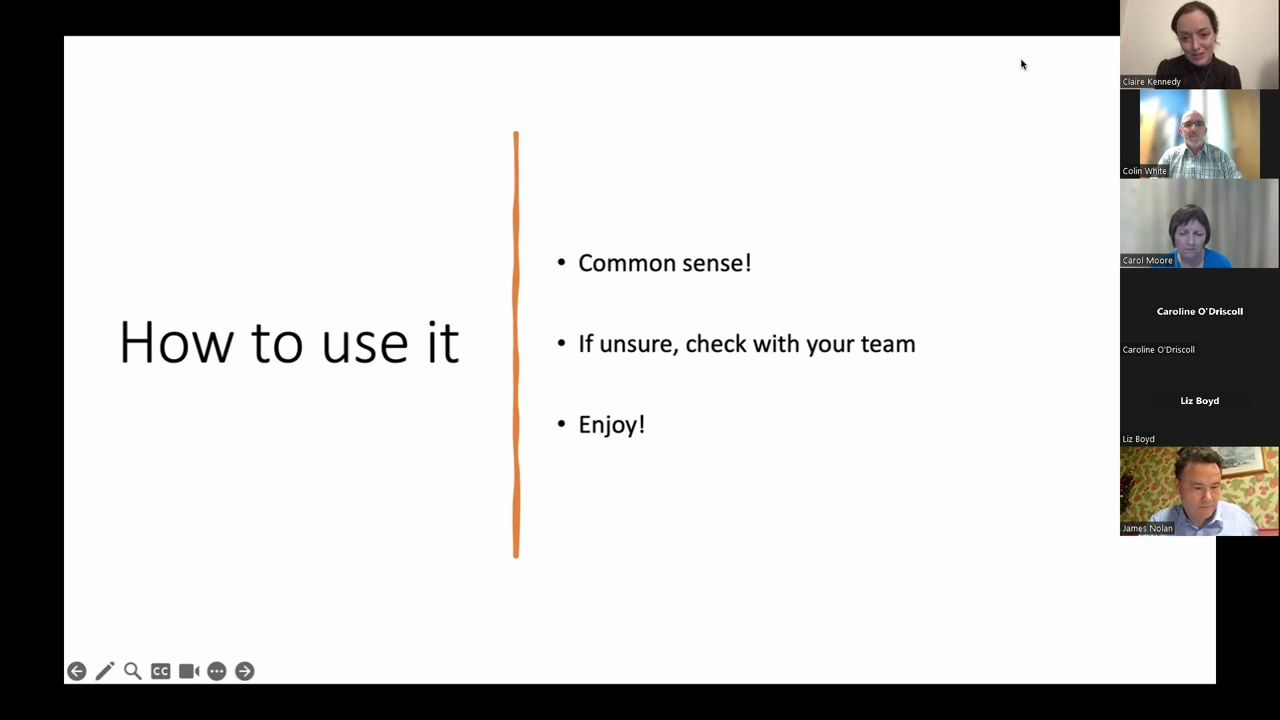 How to use it
• Common sense!
• If unsure, check with your team
• Enjoy!
CC
Claire Kennedy
Colin White
Carol Moore
Caroline O'Driscoll
Caroline O'Driscoll
Liz Boyd
Liz Boyd
James Nolan